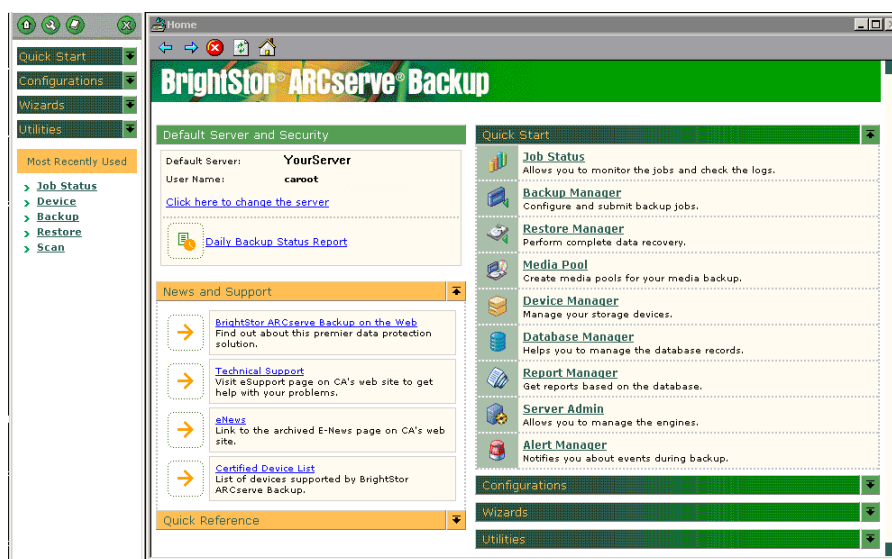 Quick Start
Configurations
Wizards
Utilities
Most Recently Used
Job Status
Device
Backup
Restore
Scan
Home
BrightStor® ARCserve® Backup
Default Server and Security
Default Server: YourServer
User Name: caroot
Click here to change the server
Daily Backup Status Report
News and Support
BrightStor ARCserve Backup on the Web
Find out about this premier data protection
solution.
Technical Support
Visit eSupport page on CA's web site to get
help with your problems.
eNews
Link to the archived E-News page on CA's web
site.
Certified Device List
List of devices supported by BrightStor
ARCserve Backup.
Quick Reference
Quick Start
Job Status
Allows you to monitor the jobs and check the logs.
Backup Manager
Configure and submit backup jobs.
Restore Manager
Perform complete data recovery.
Media Pool
Create media pools for your media backup.
Device Manager
Manage your storage devices.
Database Manager
Helps you to manage the database records.
Report Manager
Get reports based on the database.
Server Admin
Allows you to manage the engines.
Alert Manager
Notifies you about events during backup.
Configurations
Wizards
Utilities